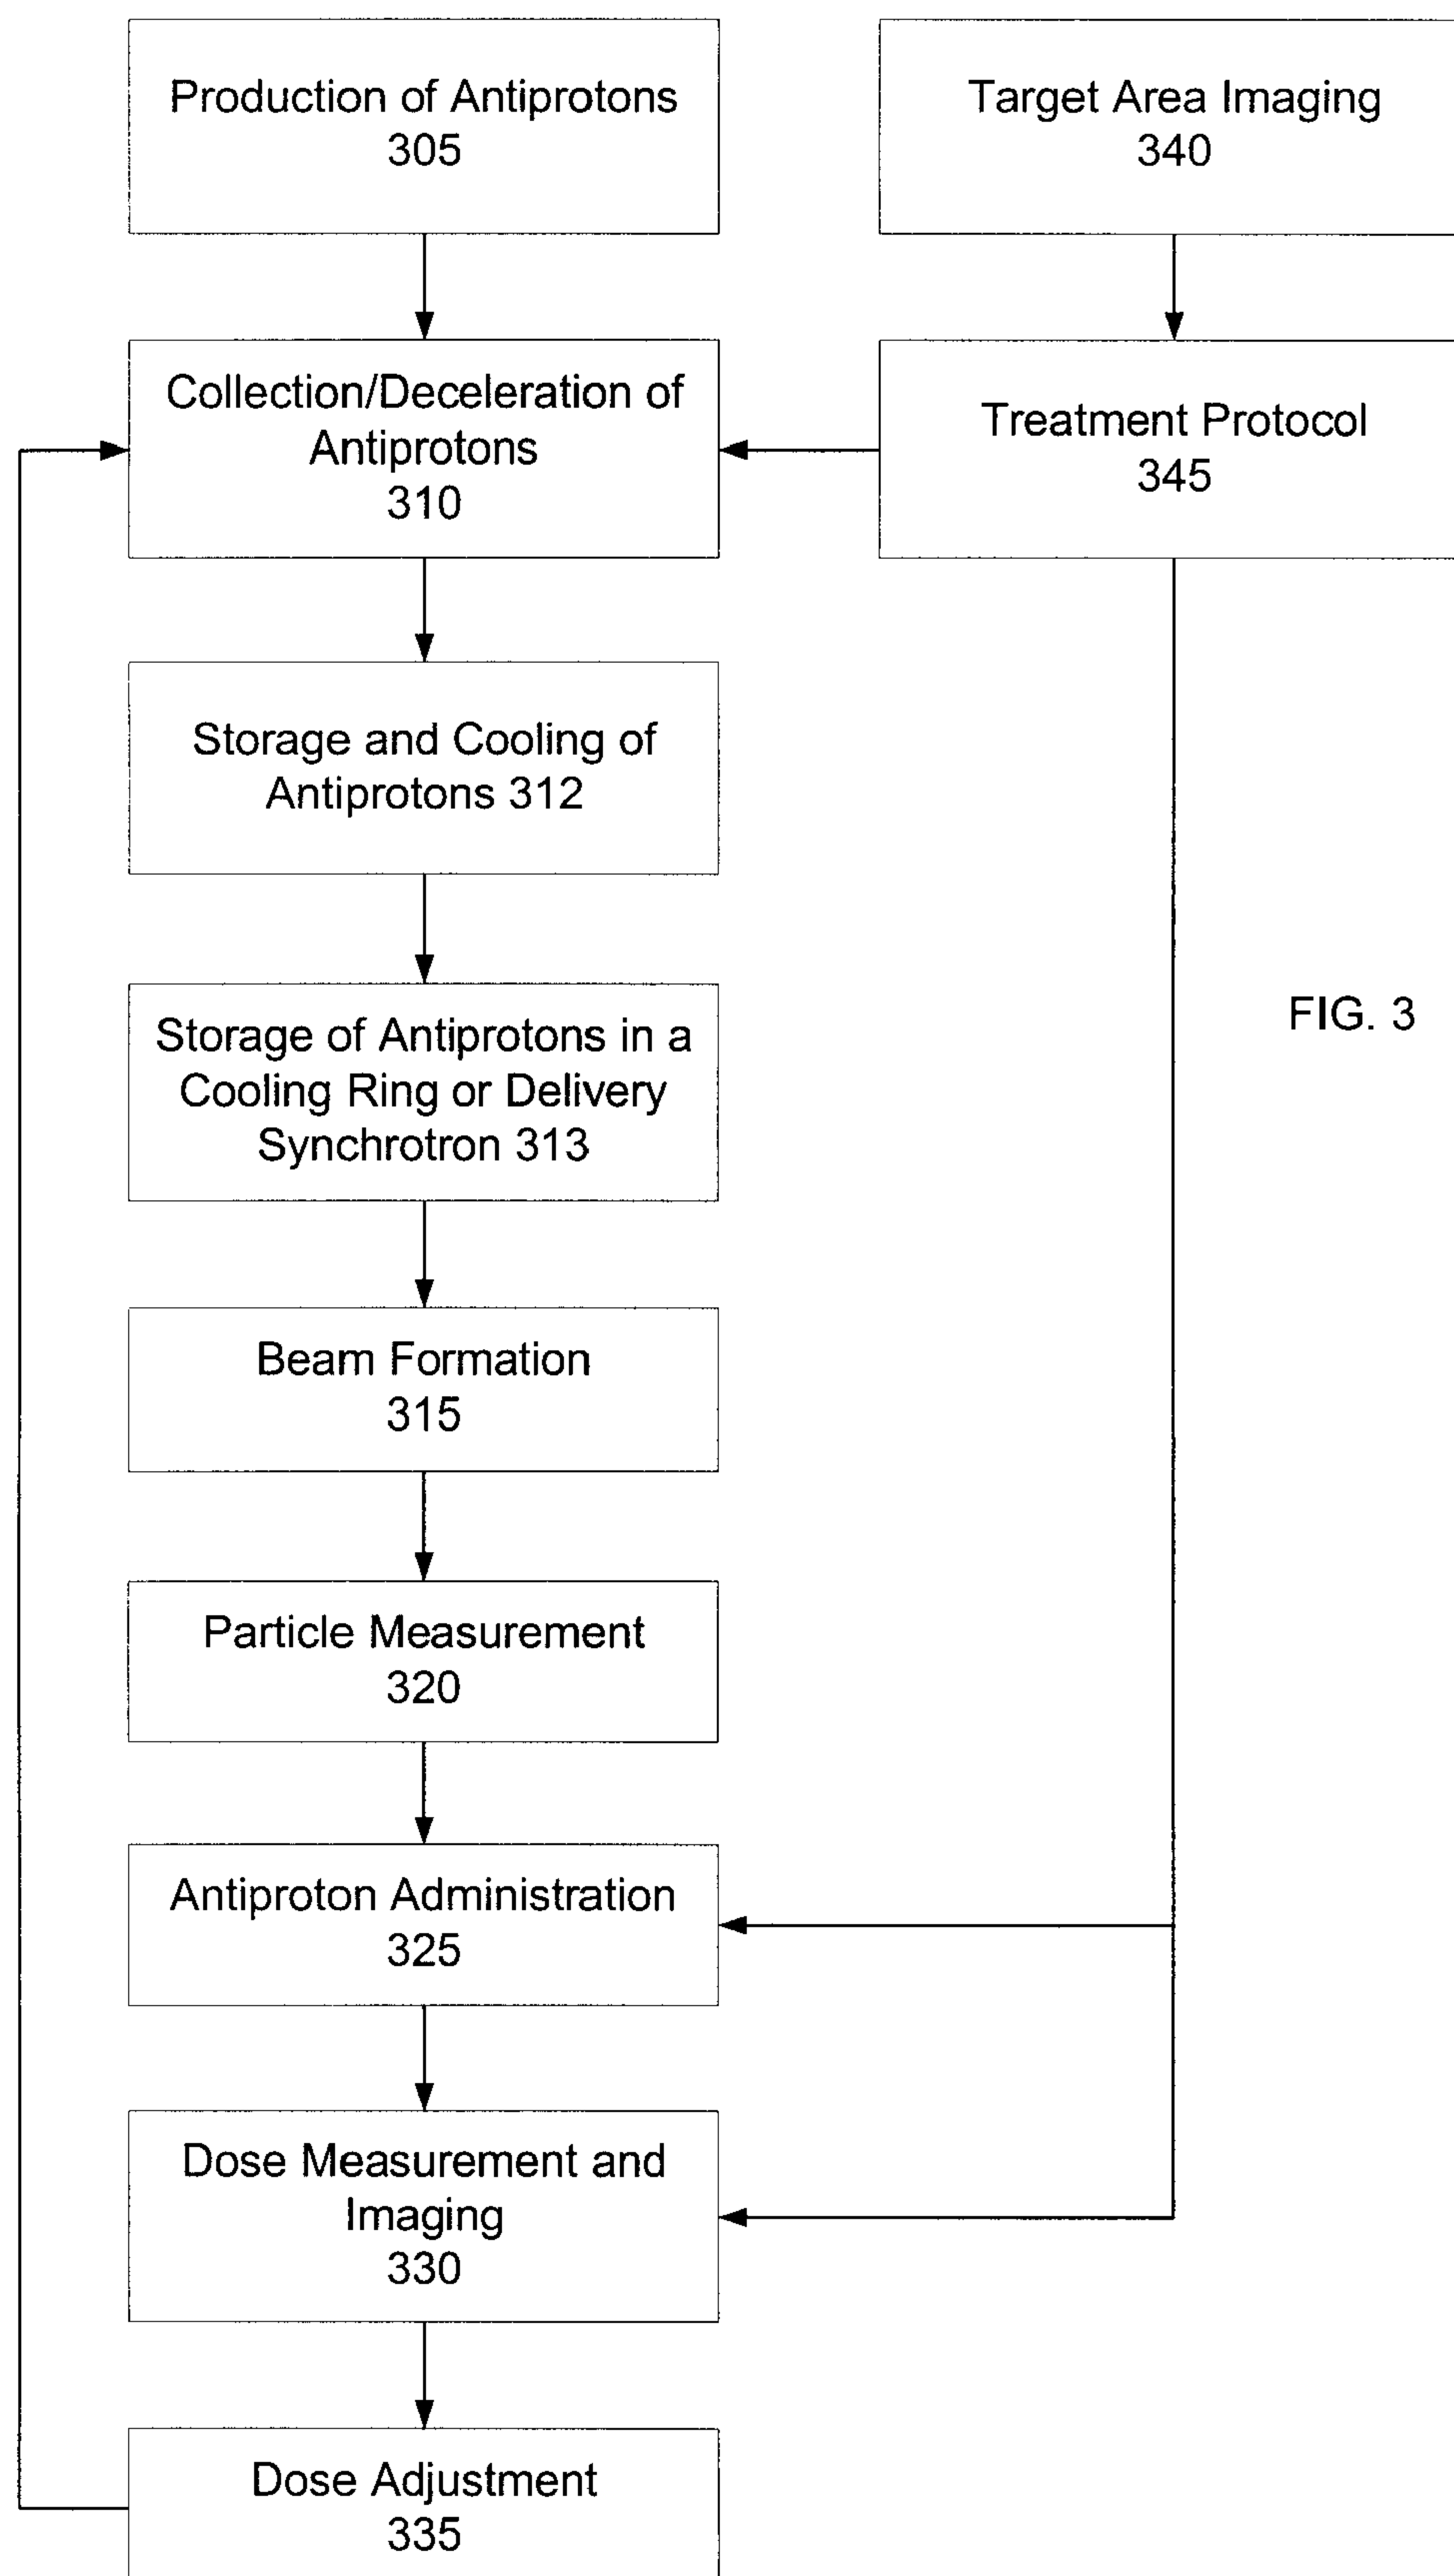 Production of Antiprotons
305
Target Area Imaging
340
Collection/Deceleration of
Antiprotons
310
Treatment Protocol
345
Storage and Cooling of
Antiprotons 312
Storage of Antiprotons in a
Cooling Ring or Delivery
Synchrotron 313
FIG. 3
Beam Formation
315
Particle Measurement
320
Antiproton Administration
325
Dose Measurement and
Imaging
330
Dose Adjustment
335